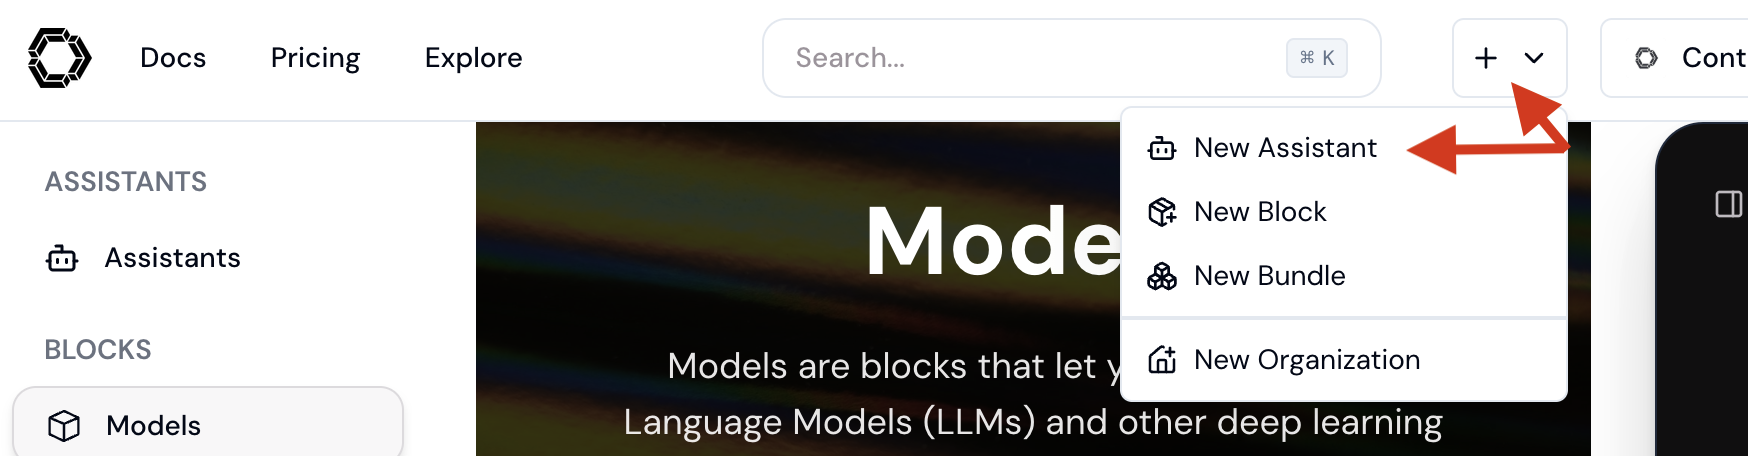 Docs Pricing Explore Search... ⌘ K Cont
ASSISTANTS
Assistants
BLOCKS
Models
Mode
Models are blocks that let
Language Models (LLMs) and other deep learning
New Assistant
New Block
New Bundle
New Organization